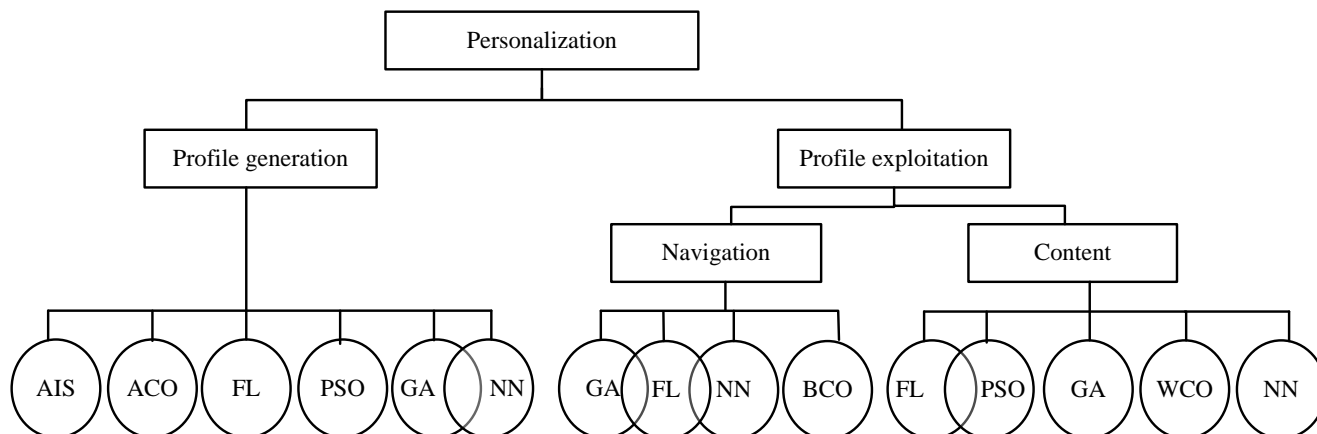 Personalization
Profile generation
Profile exploitation
Navigation
Content
AIS
ACO
FL
PSO
GA
NN
GA
FL
NN
BCO
FL
PSO
GA
WCO
NN